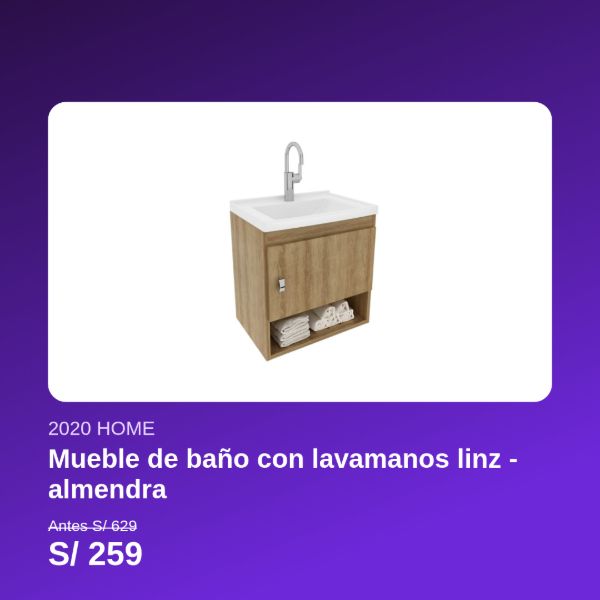 2020 HOME
Mueble de baño con lavamanos linz -
almendra
Antes S/ 629
S/ 259